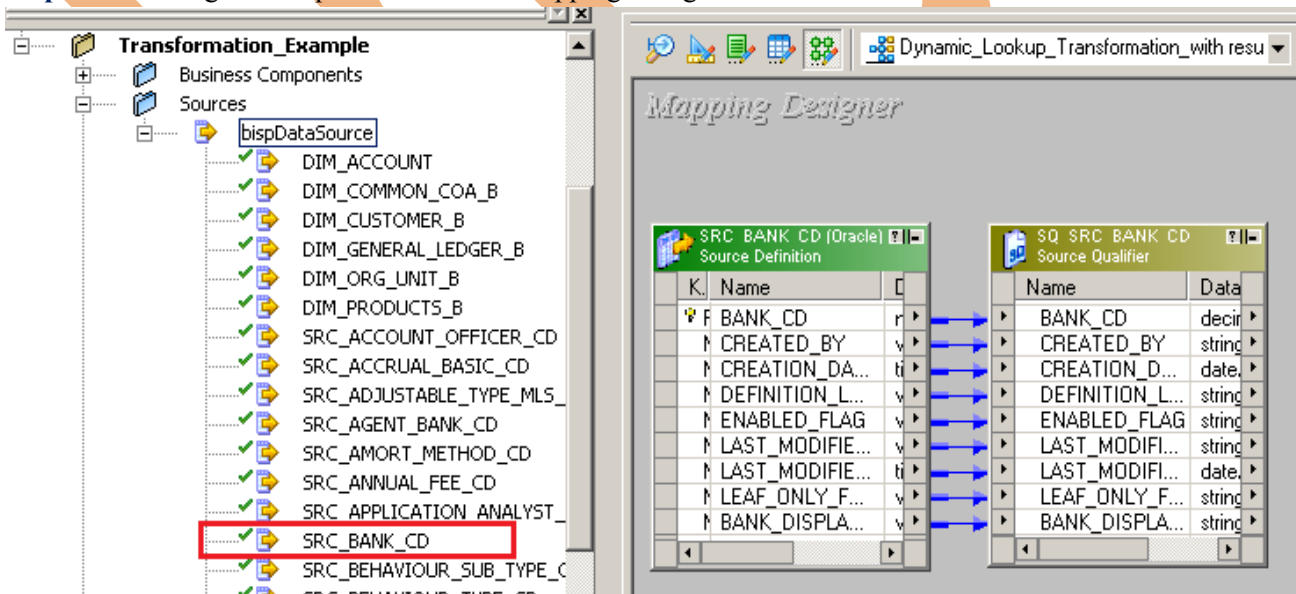 Transformation_Example
Business Components
Sources
bispDataSource
DIM_ACCOUNT
DIM_COMMON_COA_B
DIM_CUSTOMER_B
DIM_GENERAL_LEDGER_B
DIM_ORG_UNIT_B
DIM_PRODUCTS_B
SRC_ACCOUNT_OFFICER_CD
SRC_ACCRUAL_BASIC_CD
SRC_ADJUSTABLE_TYPE_MLS_
SRC_AGENT_BANK_CD
SRC_AMORT_METHOD_CD
SRC_ANNUAL_FEE_CD
SRC_APPLICATION_ANALYST_
SRC_BANK_CD
SRC_BEHAVIOUR_SUB_TYPE_C
Dynamic_Lookup_Transformation_with resu
Mapping Designer
SRC_BANK_CD (Oracle)
Source Definition
K. Name
BANK_CD
CREATED_BY
CREATION_DA...
DEFINITION_L...
ENABLED_FLAG
LAST_MODIFIE...
LAST_MODIFIE...
LEAF_ONLY_F...
BANK_DISPLA...
SQ_SRC_BANK_CD
Source Qualifier
Name Data
BANK_CD decim
CREATED_BY string
CREATION_D... date.
DEFINITION_L... string
ENABLED_FLAG string
LAST_MODIFI... string
LAST_MODIFI... date.
LEAF_ONLY_F... string
BANK_DISPLA... string